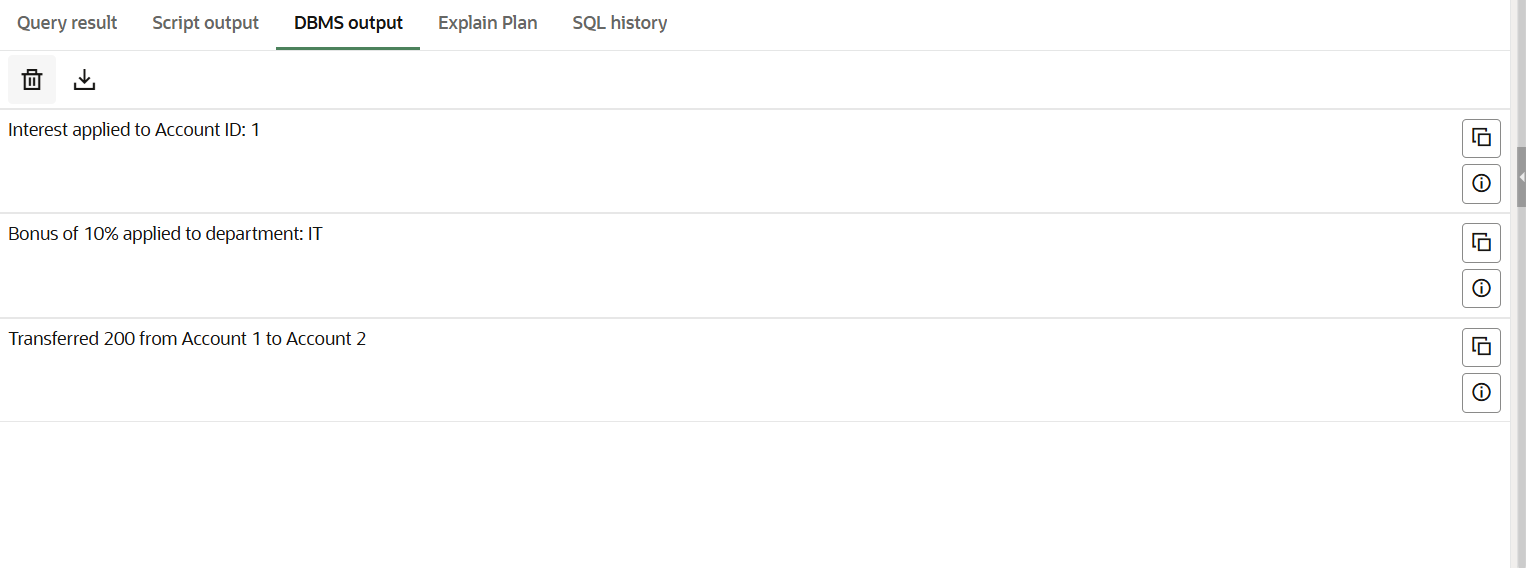 Query result Script output DBMS output Explain Plan SQL history
Interest applied to Account ID: 1
Bonus of 10% applied to department: IT
Transferred 200 from Account 1 to Account 2